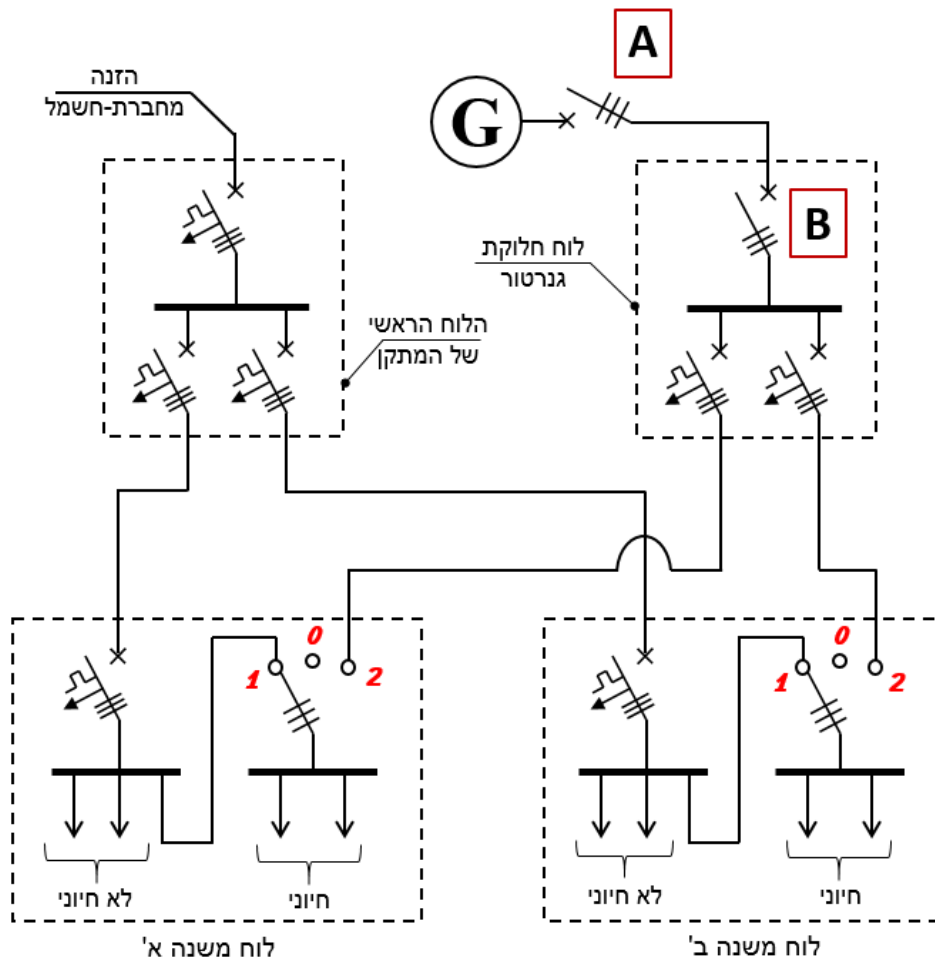 A
הזנה
מחברת-חשמל
G
B
לוח חלוקת
גנרטור
הלוח הראשי
של המתקן
0
1
2
0
1
2
לא חיוני
חיוני
לא חיוני
חיוני
לוח משנה א'
לוח משנה ב'